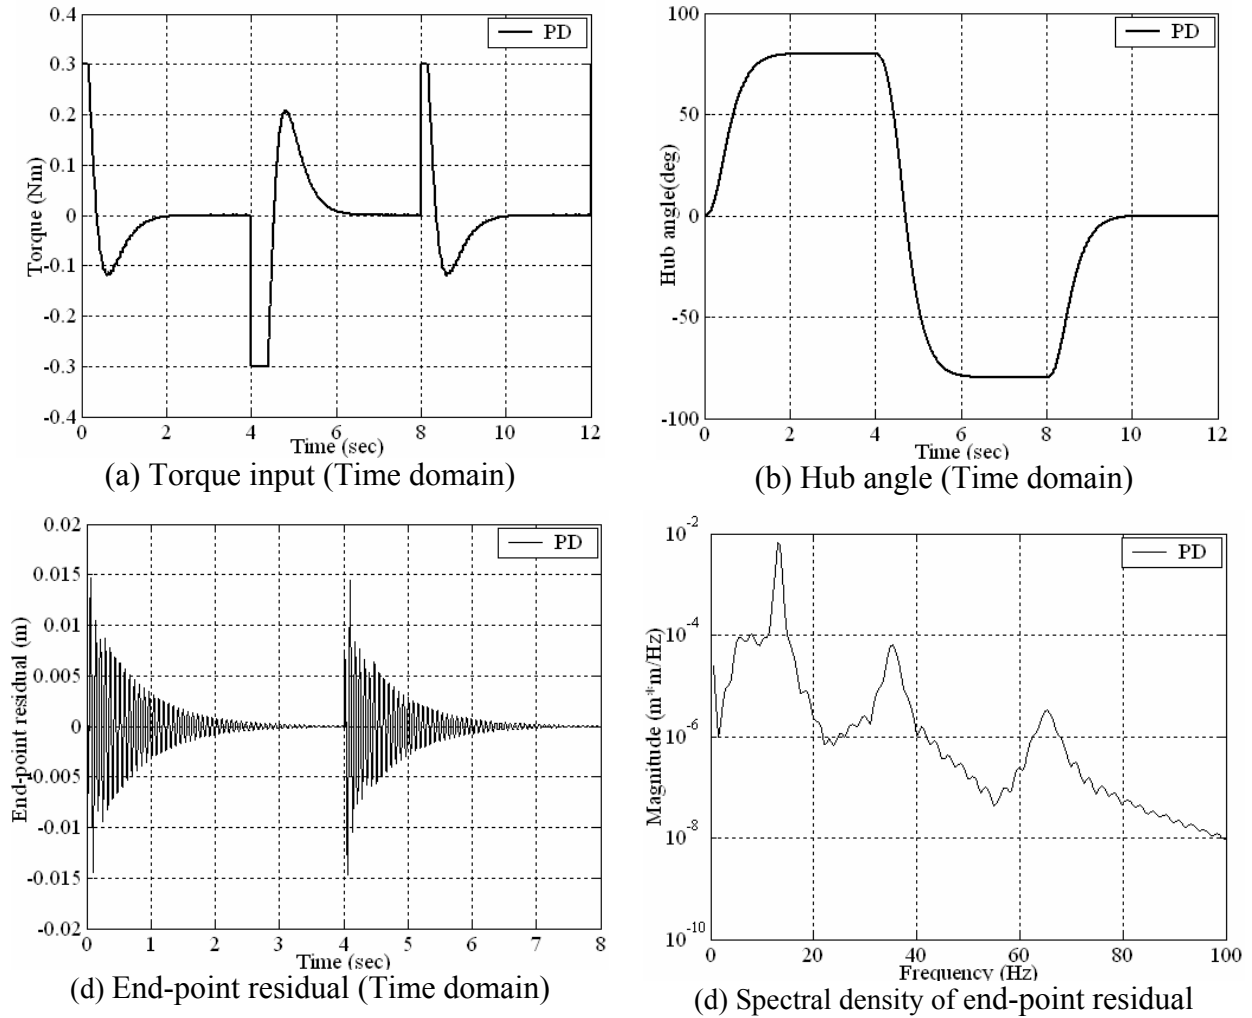 0.4
0.3
0.2
0.1
0
-0.1
-0.2
-0.3
-0.4
Torque (Nm)
PD
0 2 4 6 8 10 12
Time (sec)
(a) Torque input (Time domain)
100
50
0
-50
-100
Hub angle(deg)
PD
0 2 4 6 8 10 12
Time (sec)
(b) Hub angle (Time domain)
0.02
0.015
0.01
0.005
0
-0.005
-0.01
-0.015
-0.02
End-point residual (m)
PD
0 1 2 3 4 5 6 7 8
Time (sec)
(d) End-point residual (Time domain)
10^-2
10^-4
10^-6
10^-8
10^-10
Magnitude (m*m/Hz)
PD
0 20 40 60 80 100
Frequency (Hz)
(d) Spectral density of end-point residual